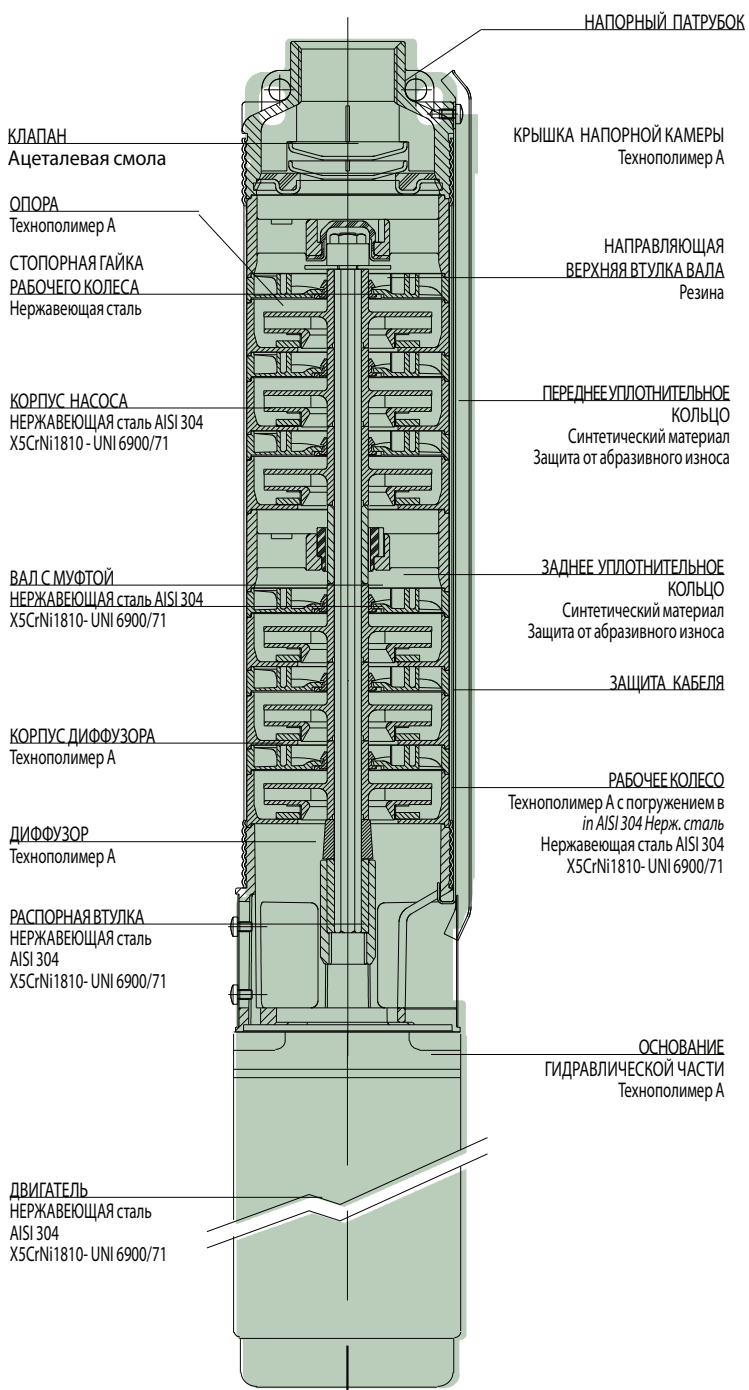 НАПОРНЫЙ ПАТРУБОК
КЛАПАН
Ацеталевая смола
КРЫШКА НАПОРНОЙ КАМЕРЫ
Технополимер А
ОПОРА
Технополимер А
СТОПОРНАЯ ГАЙКА
РАБОЧЕГО КОЛЕСА
Нержавеющая сталь
НАПРАВЛЯЮЩАЯ
ВЕРХНЯЯ ВТУЛКА ВАЛА
Резина
КОРПУС НАСОСА
НЕРЖАВЕЮЩАЯ сталь AISI 304
X5CrNi1810 - UNI 6900/71
ПЕРЕДНЕЕ УПЛОТНИТЕЛЬНОЕ
КОЛЬЦО
Синтетический материал
Защита от абразивного износа
ВАЛ С МУФТОЙ
НЕРЖАВЕЮЩАЯ сталь AISI 304
X5CrNi1810- UNI 6900/71
ЗАДНЕЕ УПЛОТНИТЕЛЬНОЕ
КОЛЬЦО
Синтетический материал
Защита от абразивного износа
ЗАЩИТА КАБЕЛЯ
КОРПУС ДИФФУЗОРА
Технополимер А
РАБОЧЕЕ КОЛЕСО
Технополимер А с погружением в
in AISI 304 Нерж. сталь
Нержавеющая сталь AISI 304
X5CrNi1810- UNI 6900/71
ДИФФУЗОР
Технополимер А
РАСПОРНАЯ ВТУЛКА
НЕРЖАВЕЮЩАЯ сталь
AISI 304
X5CrNi1810- UNI 6900/71
ОСНОВАНИЕ
ГИДРАВЛИЧЕСКОЙ ЧАСТИ
Технополимер А
ДВИГАТЕЛЬ
НЕРЖАВЕЮЩАЯ сталь
AISI 304
X5CrNi1810- UNI 6900/71